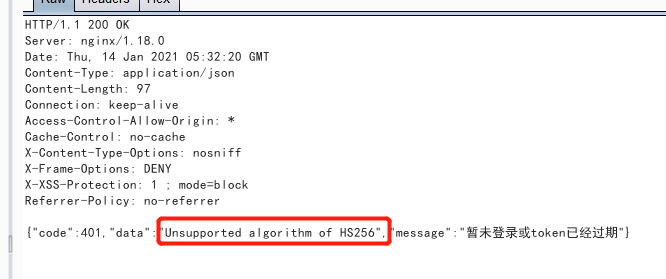 Raw Headers Hex
HTTP/1.1 200 OK
Server: nginx/1.18.0
Date: Thu, 14 Jan 2021 05:32:20 GMT
Content-Type: application/json
Content-Length: 97
Connection: keep-alive
Access-Control-Allow-Origin: *
Cache-Control: no-cache
X-Content-Type-Options: nosniff
X-Frame-Options: DENY
X-XSS-Protection: 1 ; mode=block
Referrer-Policy: no-referrer
{"code":401,"data":"Unsupported algorithm of HS256","message":"暂未登录或token已经过期"}